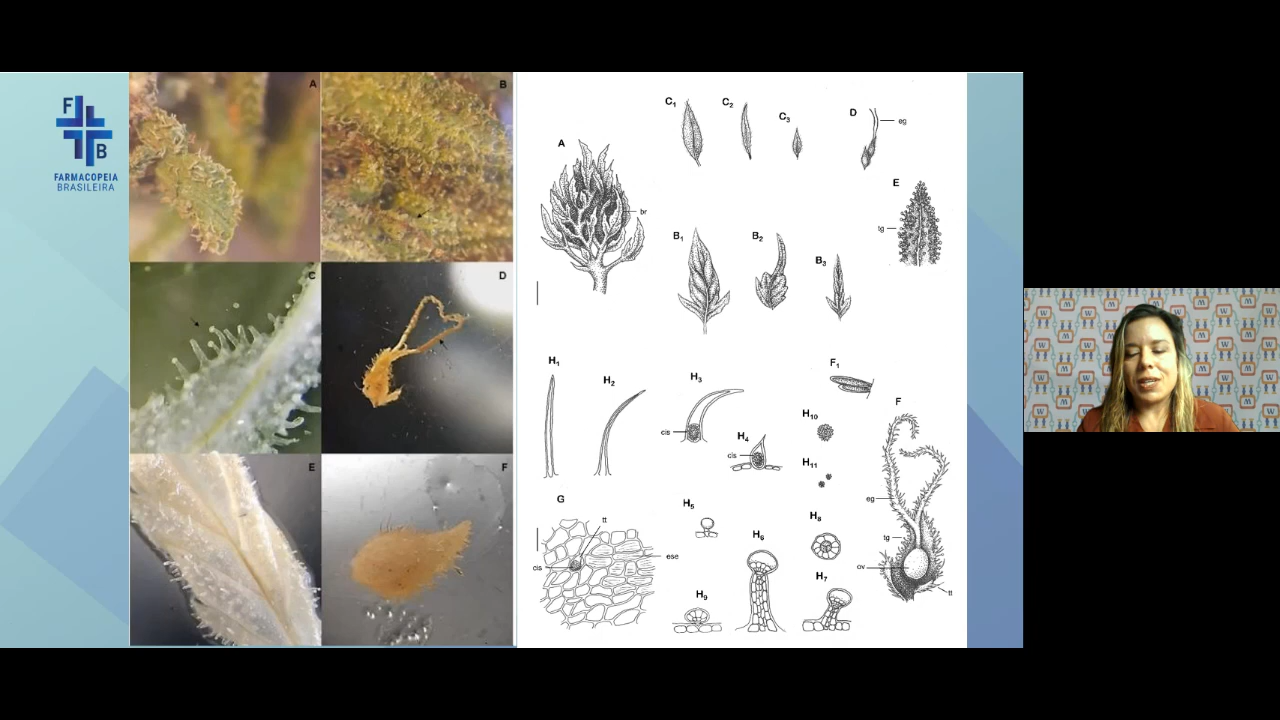 F
B
FARMACOPEIA
BRASILEIRA
A
B
C
D
E
F
A
br
C1
C2
C3
D
eg
E
tg
B1
B2
B3
H1
H2
H3
cis
H4
cis
F1
H10
H11
F
eg
tg
ov
tt
G
tt
cis
ese
H5
H6
H8
H7
H9
W
M